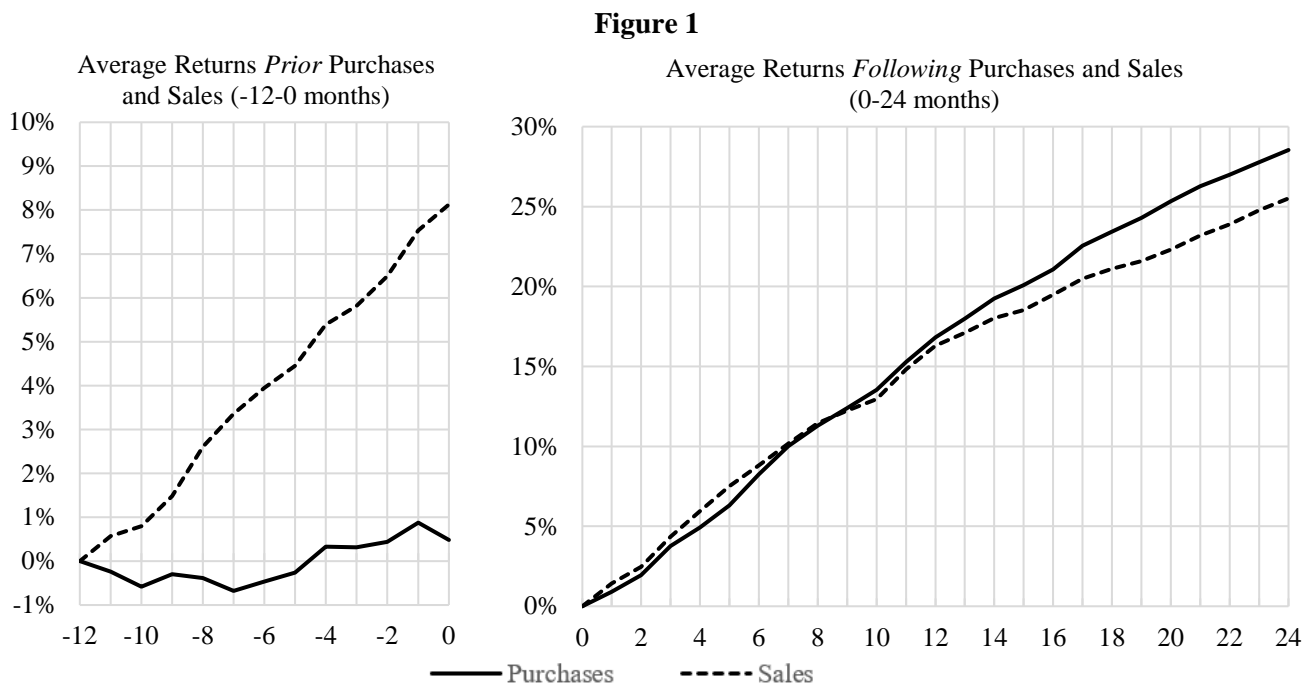 Figure 1
Average Returns Prior Purchases
and Sales (-12-0 months)
10%
9%
8%
7%
6%
5%
4%
3%
2%
1%
0%
-1%
-12 -10 -8 -6 -4 -2 0
Average Returns Following Purchases and Sales
(0-24 months)
30%
25%
20%
15%
10%
5%
0%
0 2 4 6 8 10 12 14 16 18 20 22 24
Purchases Sales